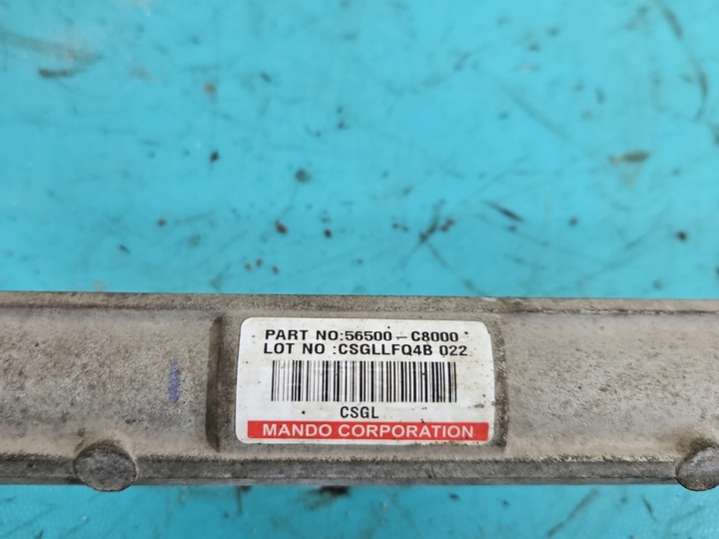 PART NO:56500-C8000
LOT NO :CSGLLFQ4B 022
CSGL
MANDO CORPORATION